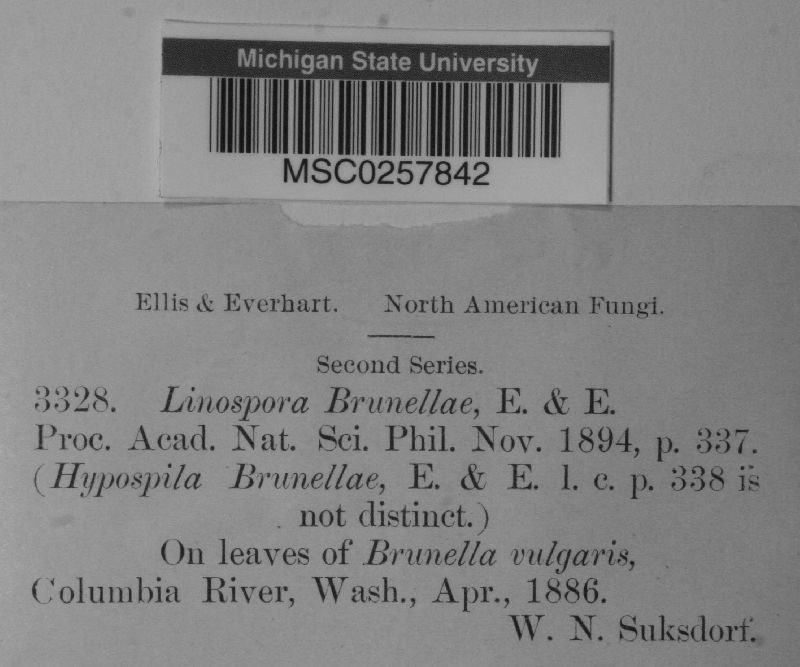 Michigan State University
MSC0257842
Ellis & Everhart. North American Fungi.
Second Series.
3328. Linospora Brunellae, E. & E.
Proc. Acad. Nat. Sci. Phil. Nov. 1894, p. 337.
(Hypospila Brunellae, E. & E. l. c. p. 338 is
not distinct.)
On leaves of Brunella vulgaris,
Columbia River, Wash., Apr., 1886.
W. N. Suksdorf.